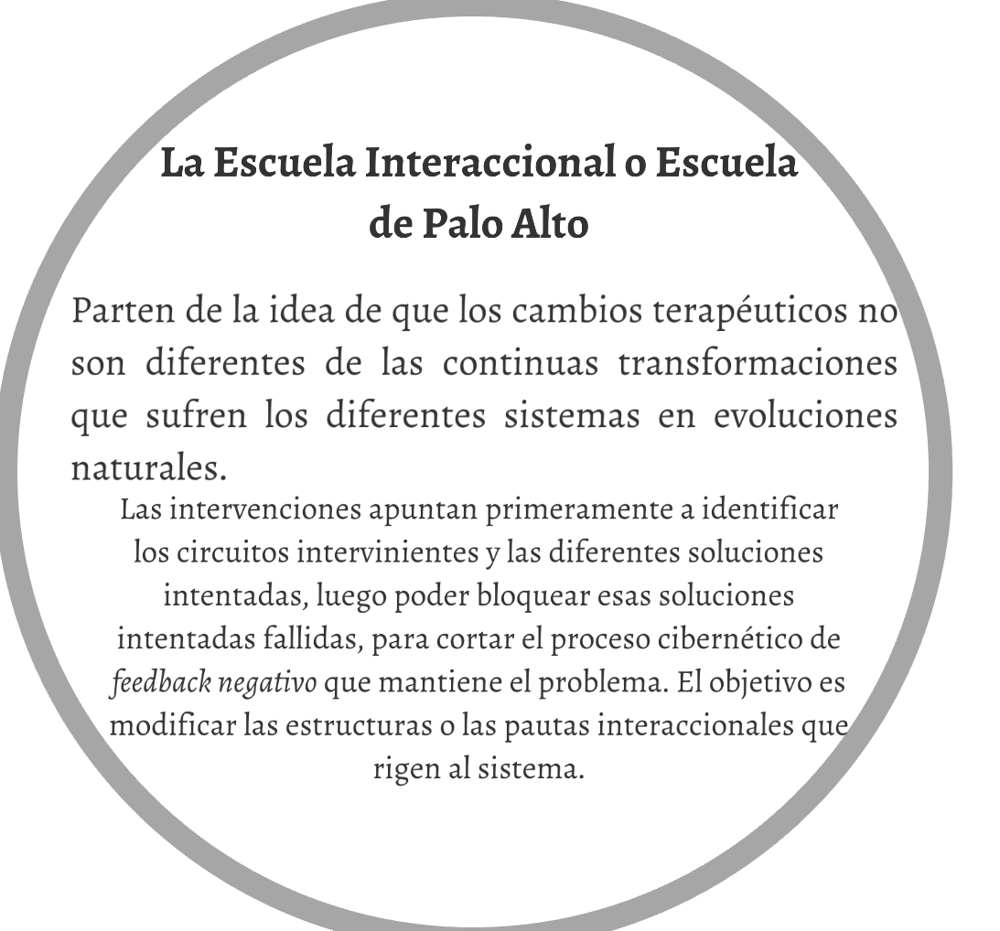 La Escuela Interaccional o Escuela
de Palo Alto
Parten de la idea de que los cambios terapéuticos no
son diferentes de las continuas transformaciones
que sufren los diferentes sistemas en evoluciones
naturales.
Las intervenciones apuntan primeramente a identificar
los circuitos intervinientes y las diferentes soluciones
intentadas, luego poder bloquear esas soluciones
intentadas fallidas, para cortar el proceso cibernético de
feedback negativo que mantiene el problema. El objetivo es
modificar las estructuras o las pautas interaccionales que
rigen al sistema.